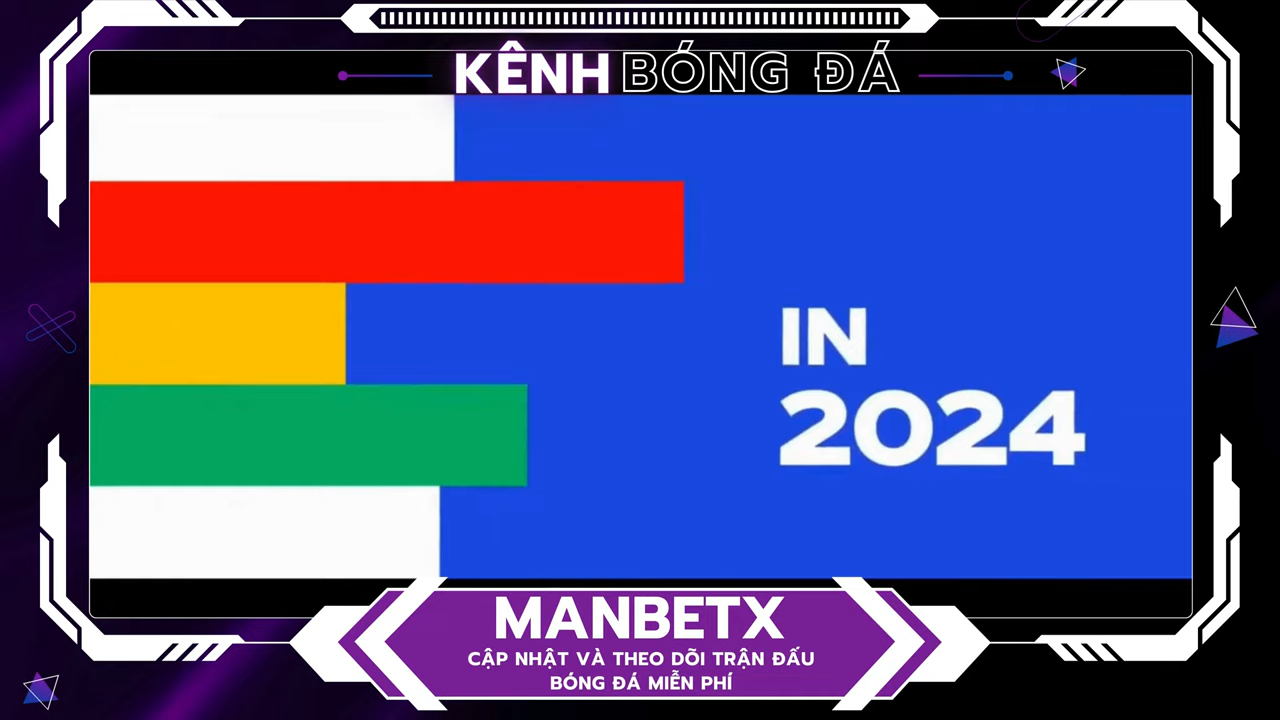 KÊNH BÓNG ĐÁ
IN
2024
MANBETX
CẬP NHẬT VÀ THEO DÕI TRẬN ĐẤU
BÓNG ĐÁ MIỄN PHÍ